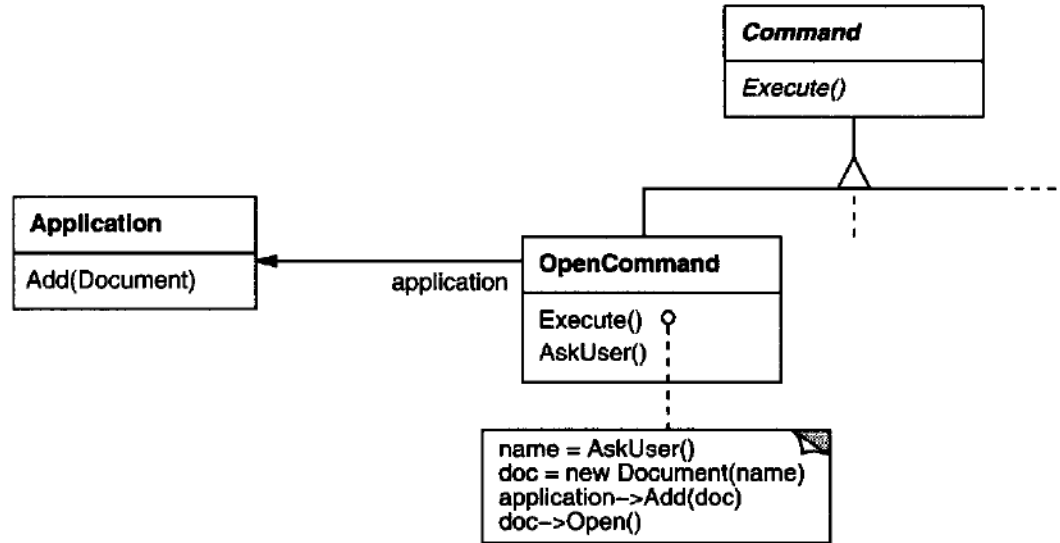 Command
Execute()
Application
Add(Document)
application
OpenCommand
Execute()
AskUser()
name = AskUser()
doc = new Document(name)
application->Add(doc)
doc->Open()